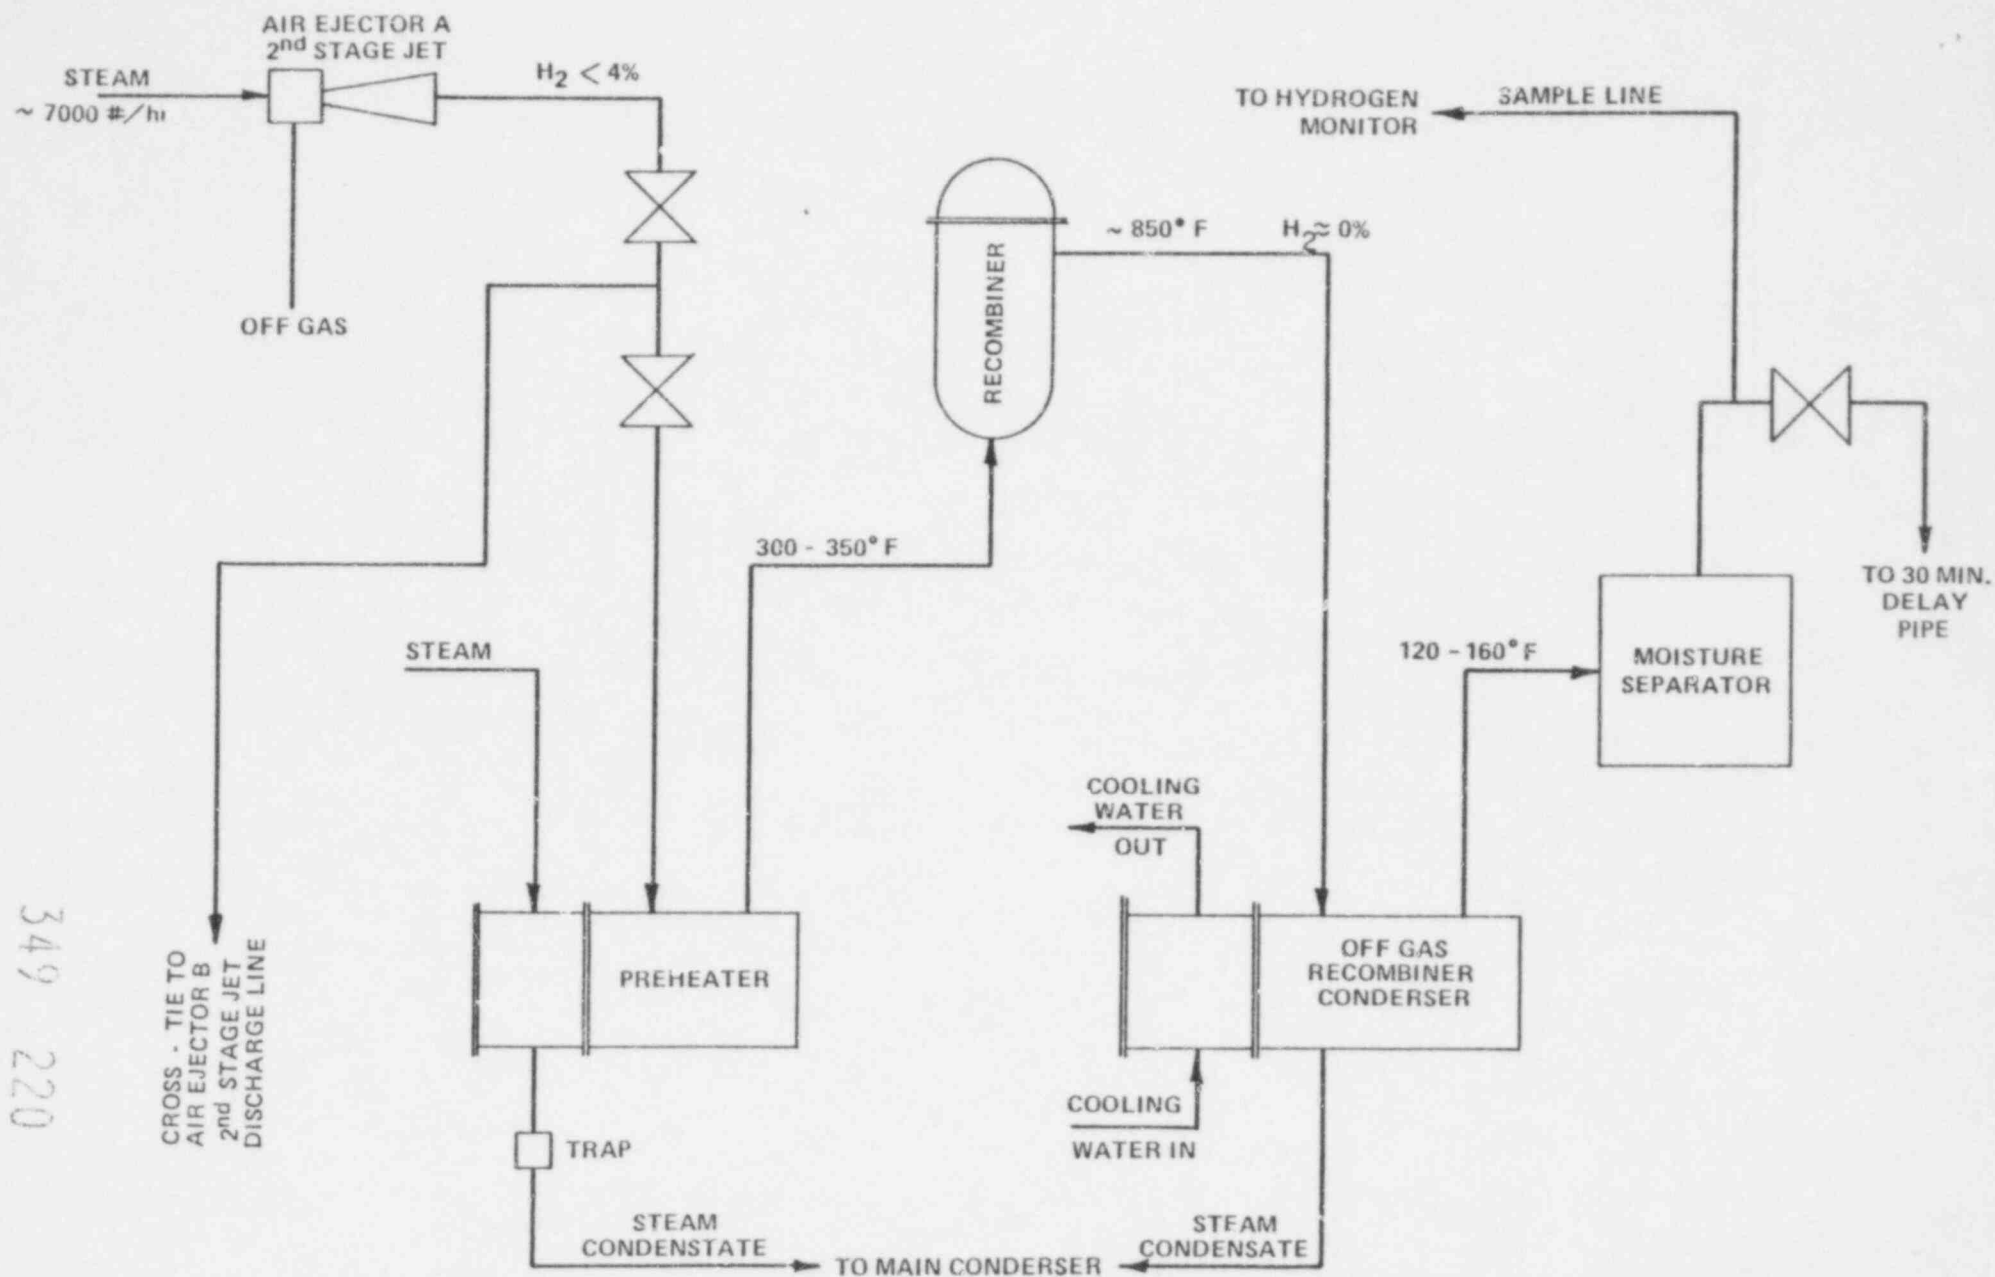 AIR EJECTOR A
2nd STAGE JET
STEAM
~ 7000 #/hr
H2 < 4%
OFF GAS
TO HYDROGEN
MONITOR
SAMPLE LINE
RECOMBINER
~ 850° F
H2 ≈ 0%
300 - 350° F
TO 30 MIN.
DELAY
PIPE
STEAM
120 - 160° F
MOISTURE
SEPARATOR
COOLING
WATER
OUT
CROSS - TIE TO
AIR EJECTOR B
2nd STAGE JET
DISCHARGE LINE
PREHEATER
OFF GAS
RECOMBINER
CONDERSER
COOLING
WATER IN
TRAP
STEAM
CONDENSTATE
TO MAIN CONDERSER
STEAM
CONDENSATE
349 220